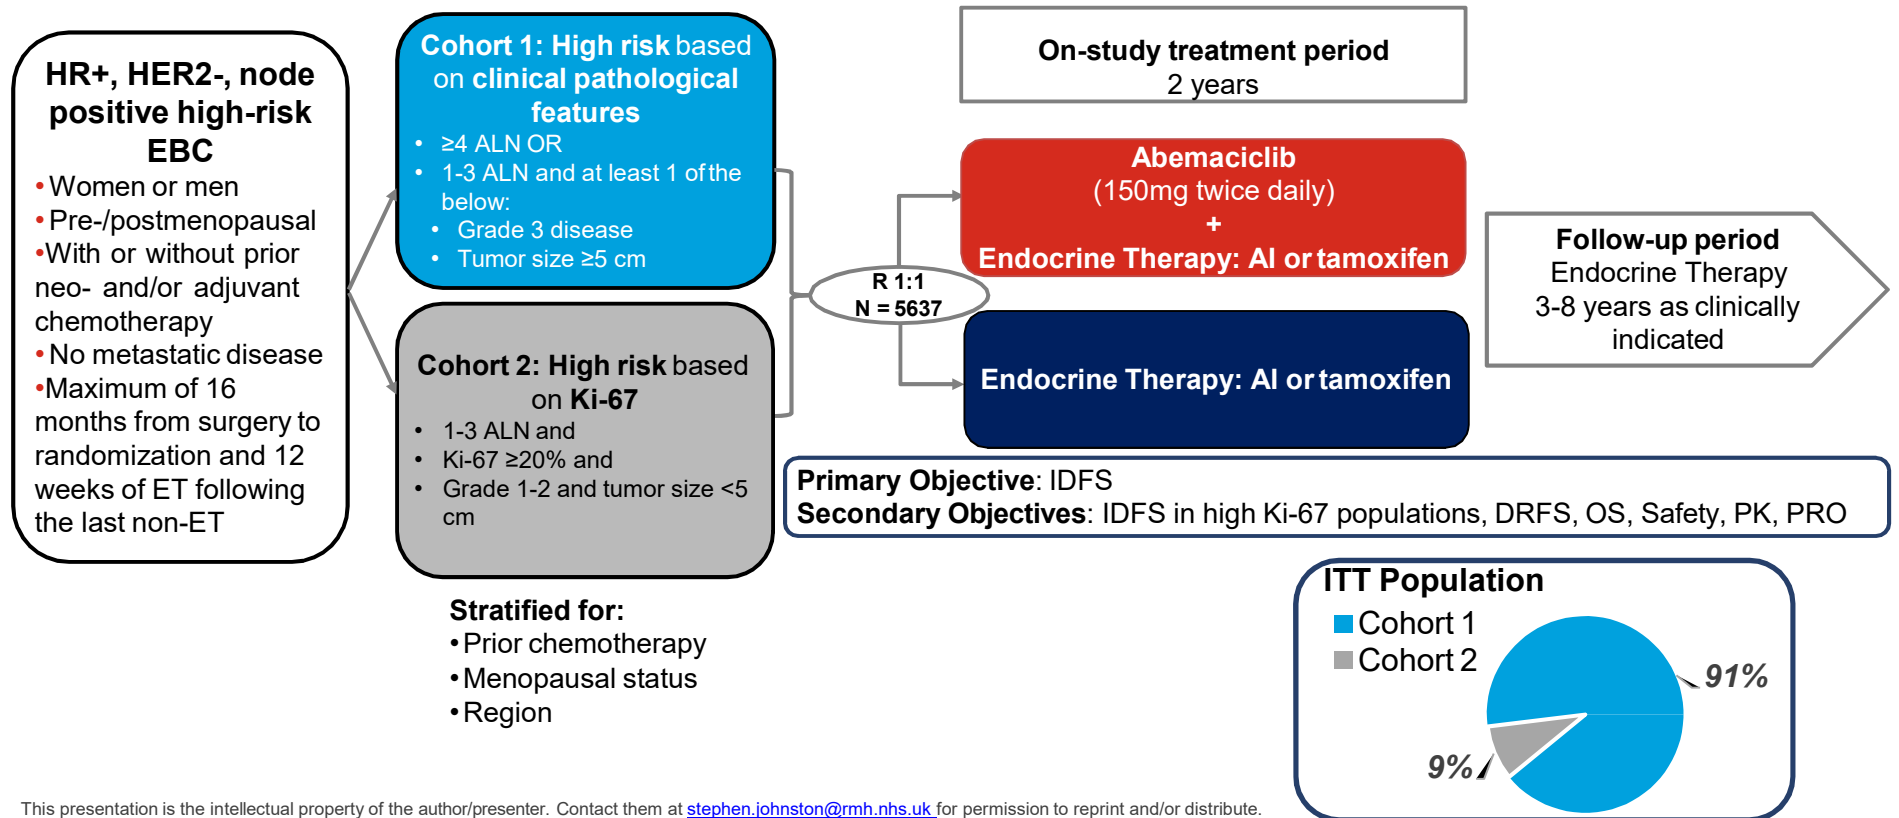 HR+, HER2-, node
positive high-risk
EBC
•Women or men
•Pre-/postmenopausal
•With or without prior
neo- and/or adjuvant
chemotherapy
•No metastatic disease
•Maximum of 16
months from surgery to
randomization and 12
weeks of ET following
the last non-ET
Cohort 1: High risk based
on clinical pathological
features
• ≥4 ALN OR
• 1-3 ALN and at least 1 of the
below:
• Grade 3 disease
• Tumor size ≥5 cm
Cohort 2: High risk based
on Ki-67
• 1-3 ALN and
• Ki-67 ≥20% and
• Grade 1-2 and tumor size <5
cm
Stratified for:
•Prior chemotherapy
•Menopausal status
•Region
R 1:1
N = 5637
On-study treatment period
2 years
Abemaciclib
(150mg twice daily)
+
Endocrine Therapy: AI or tamoxifen
Endocrine Therapy: AI or tamoxifen
Follow-up period
Endocrine Therapy
3-8 years as clinically
indicated
Primary Objective: IDFS
Secondary Objectives: IDFS in high Ki-67 populations, DRFS, OS, Safety, PK, PRO
ITT Population
Cohort 1
Cohort 2
91%
9%
This presentation is the intellectual property of the author/presenter. Contact them at stephen.johnston@rmh.nhs.uk for permission to reprint and/or distribute.